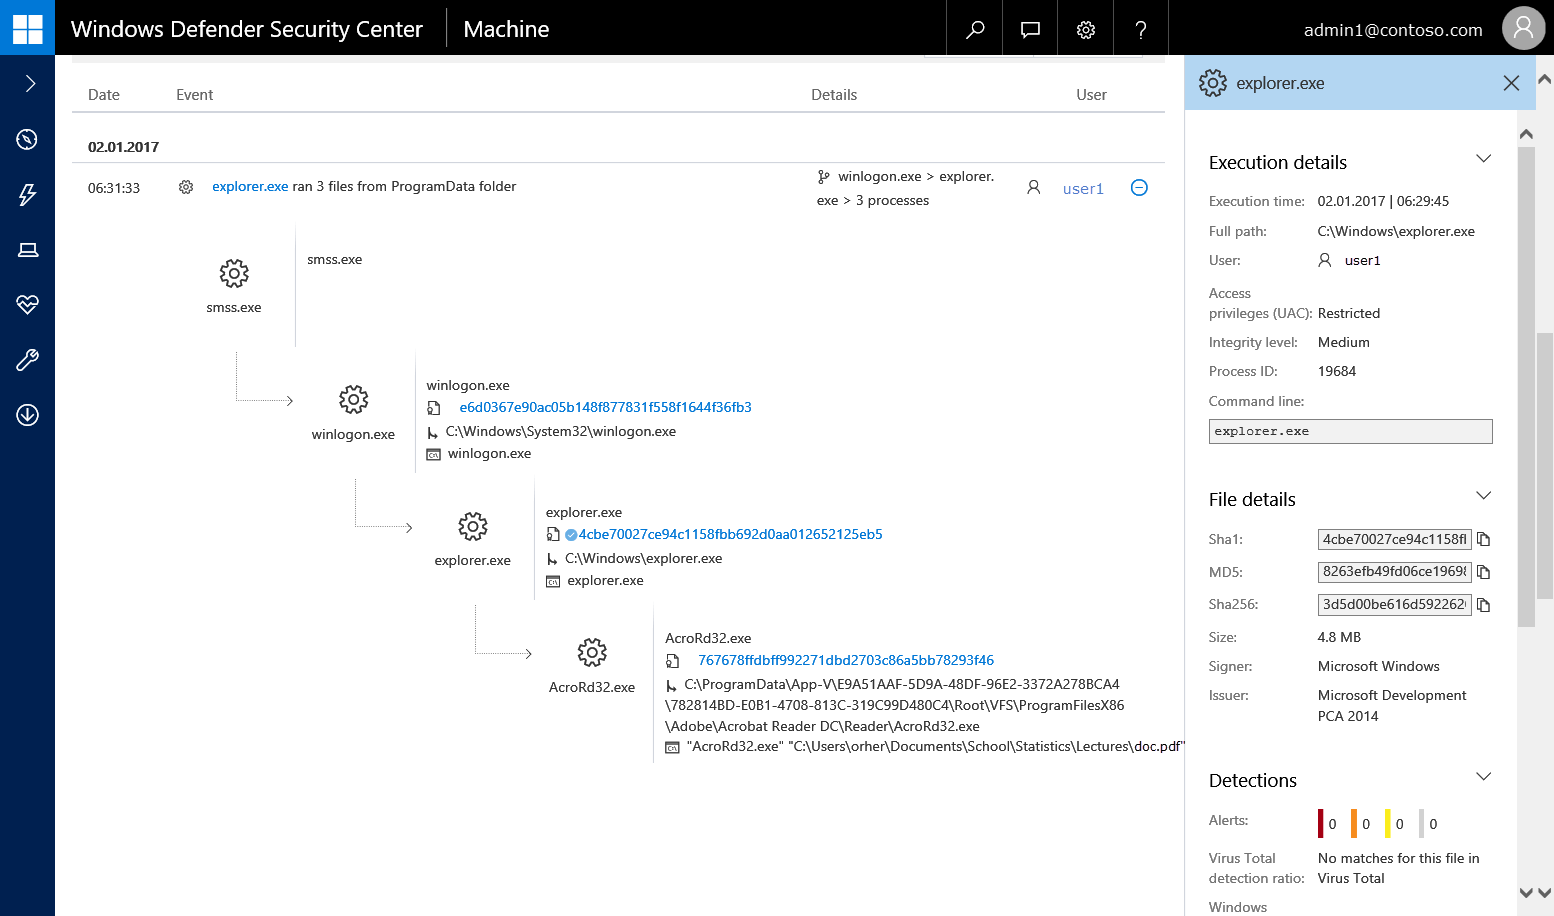 Windows Defender Security Center
Machine
?
admin1@contoso.com
Date Event Details User
02.01.2017
06:31:33 explorer.exe ran 3 files from ProgramData folder
winlogon.exe > explorer.
exe > 3 processes
user1
smss.exe
smss.exe
winlogon.exe
winlogon.exe
e6d0367e90ac05b148f877831f558f1644f36fb3
C:\Windows\System32\winlogon.exe
winlogon.exe
explorer.exe
explorer.exe
4cbe70027ce94c1158fbb692d0aa012652125eb5
C:\Windows\explorer.exe
explorer.exe
AcroRd32.exe
AcroRd32.exe
767678ffdbff992271dbd2703c86a5bb78293f46
C:\ProgramData\App-V\E9A51AAF-5D9A-48DF-96E2-3372A278BCA4
\782814BD-E0B1-4708-813C-319C99D480C4\Root\VFS\ProgramFilesX86
\Adobe\Acrobat Reader DC\Reader\AcroRd32.exe
"AcroRd32.exe" "C:\Users\orher\Documents\School\Statistics\Lectures\doc.pdf"
explorer.exe
Execution details
Execution time: 02.01.2017 | 06:29:45
Full path: C:\Windows\explorer.exe
User: user1
Access
privileges (UAC): Restricted
Integrity level: Medium
Process ID: 19684
Command line:
explorer.exe
File details
Sha1: 4cbe70027ce94c1158fl
MD5: 8263efb49fd06ce19698
Sha256: 3d5d00be616d592262
Size: 4.8 MB
Signer: Microsoft Windows
Issuer: Microsoft Development
PCA 2014
Detections
Alerts: 0 0 0 0
Virus Total No matches for this file in
detection ratio: Virus Total
Windows